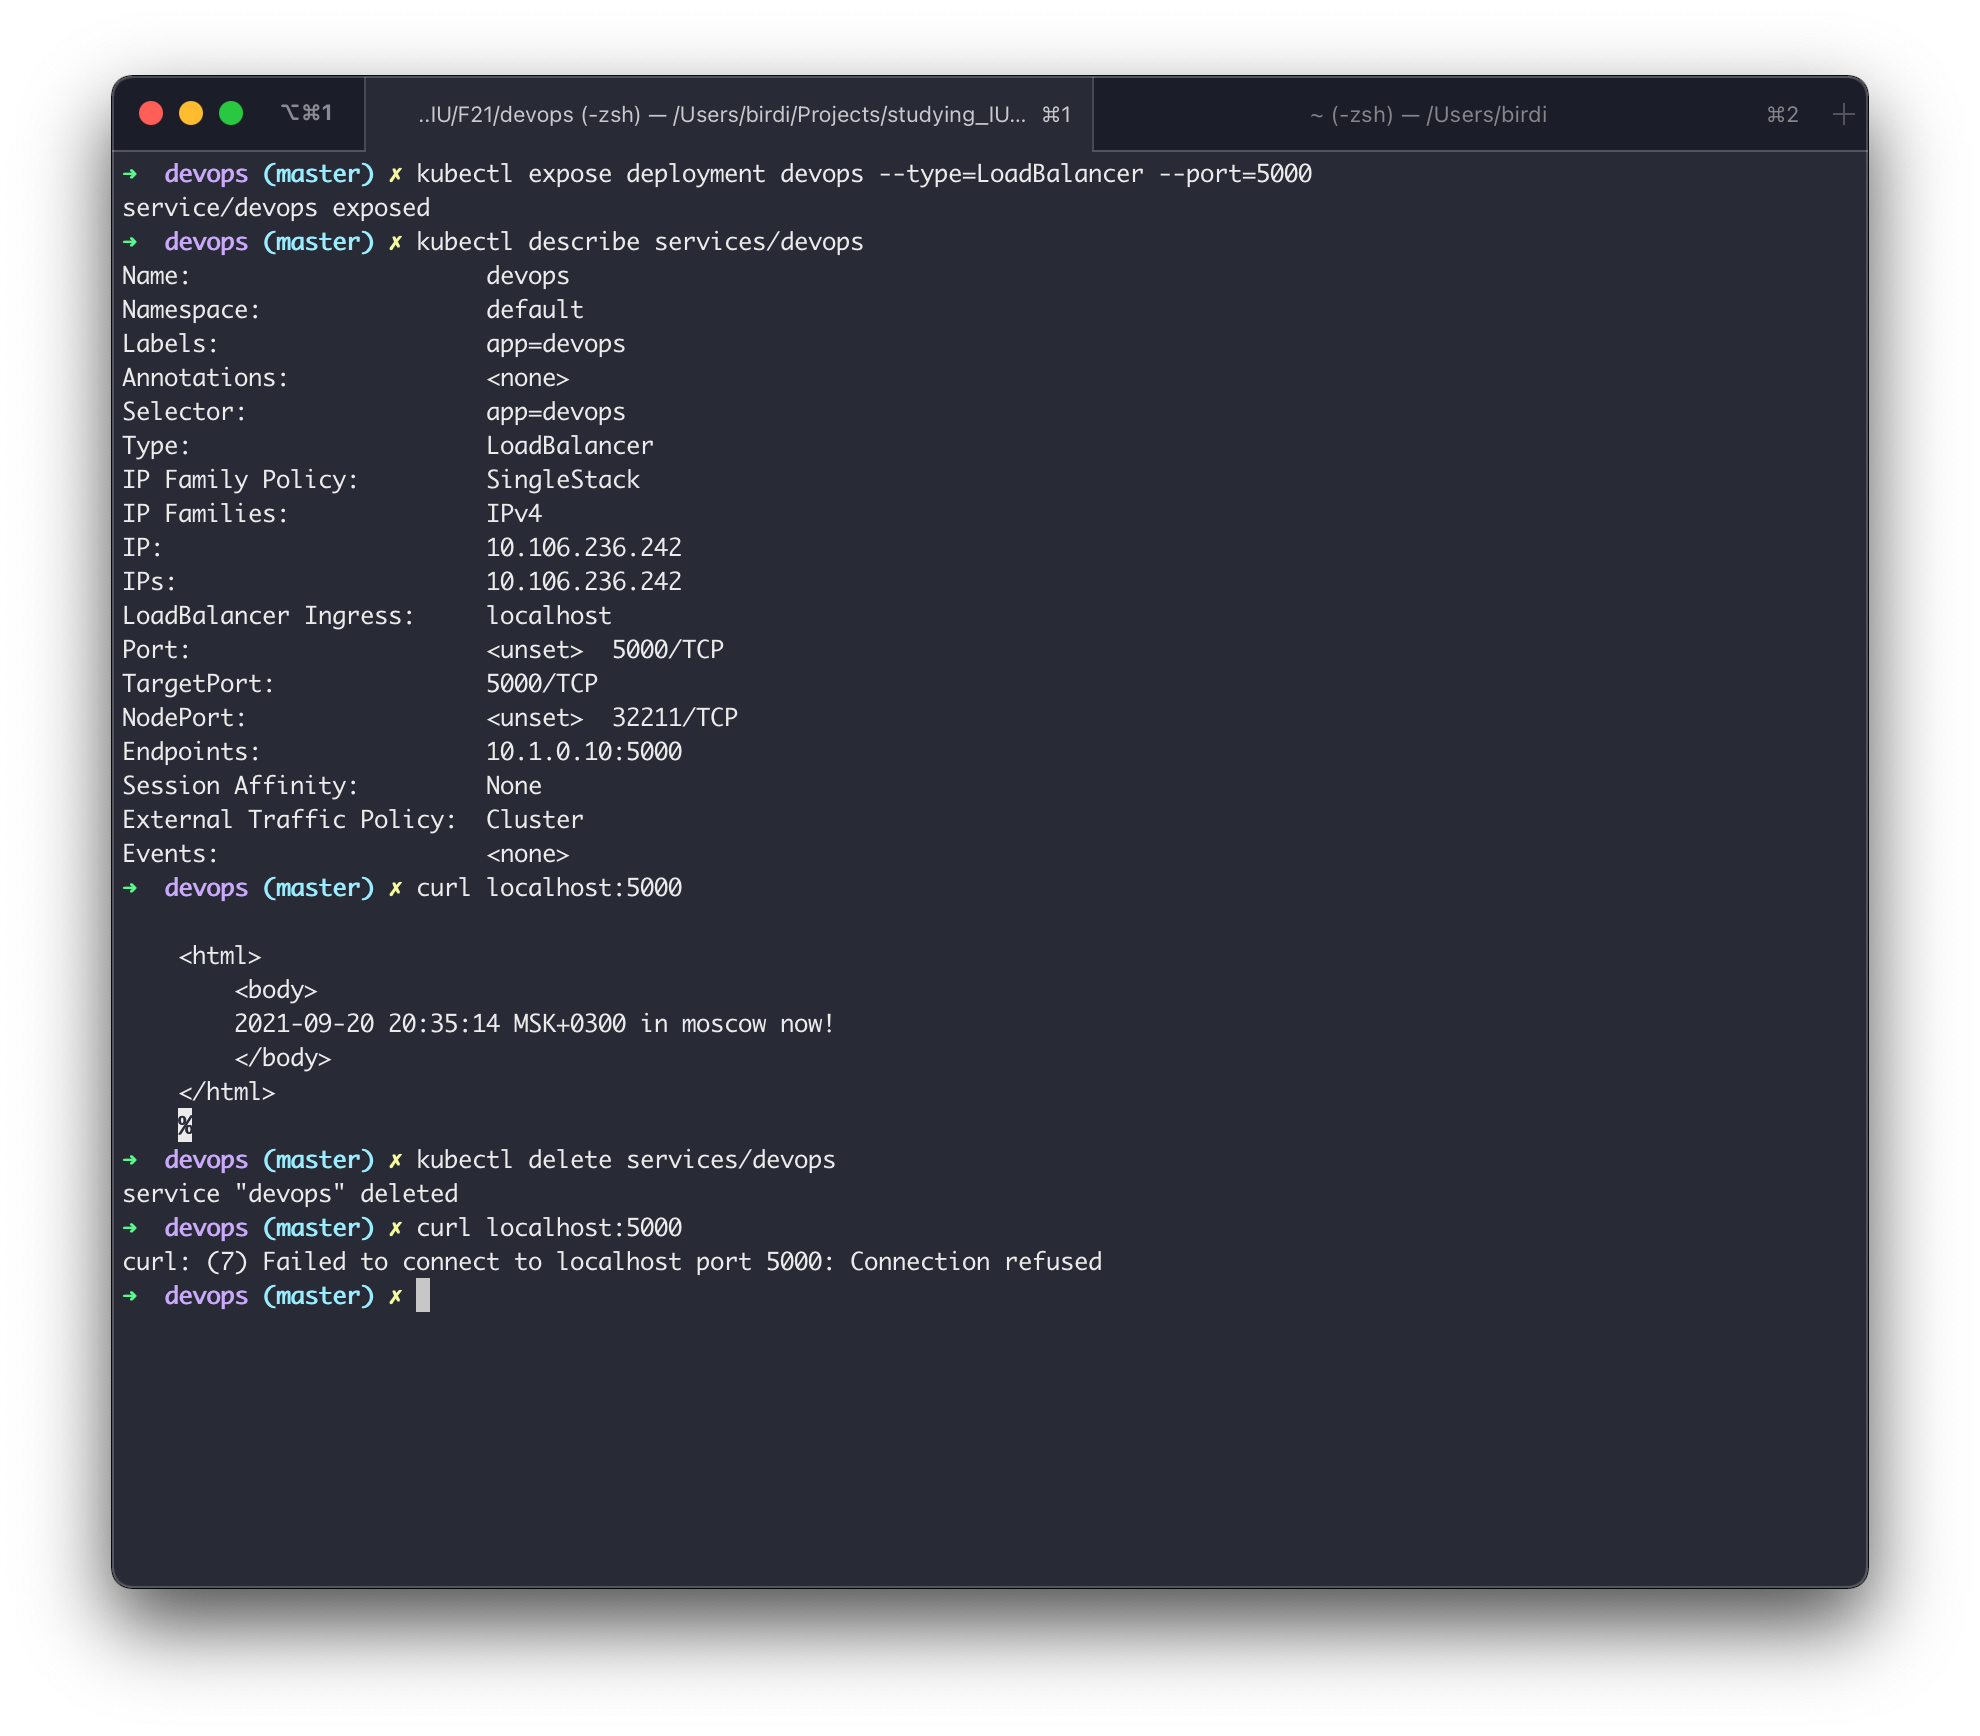 ⌥⌘1 ..IU/F21/devops (-zsh) — /Users/birdi/Projects/studying_IU... ⌘1 ~ (-zsh) — /Users/birdi ⌘2 +
➜  devops (master) ✗ kubectl expose deployment devops --type=LoadBalancer --port=5000
service/devops exposed
➜  devops (master) ✗ kubectl describe services/devops
Name:                     devops
Namespace:                default
Labels:                   app=devops
Annotations:              <none>
Selector:                 app=devops
Type:                     LoadBalancer
IP Family Policy:         SingleStack
IP Families:              IPv4
IP:                       10.106.236.242
IPs:                      10.106.236.242
LoadBalancer Ingress:     localhost
Port:                     <unset>  5000/TCP
TargetPort:               5000/TCP
NodePort:                 <unset>  32211/TCP
Endpoints:                10.1.0.10:5000
Session Affinity:         None
External Traffic Policy:  Cluster
Events:                   <none>
➜  devops (master) ✗ curl localhost:5000
    <html>
        <body>
        2021-09-20 20:35:14 MSK+0300 in moscow now!
        </body>
    </html>
    %
➜  devops (master) ✗ kubectl delete services/devops
service "devops" deleted
➜  devops (master) ✗ curl localhost:5000
curl: (7) Failed to connect to localhost port 5000: Connection refused
➜  devops (master) ✗